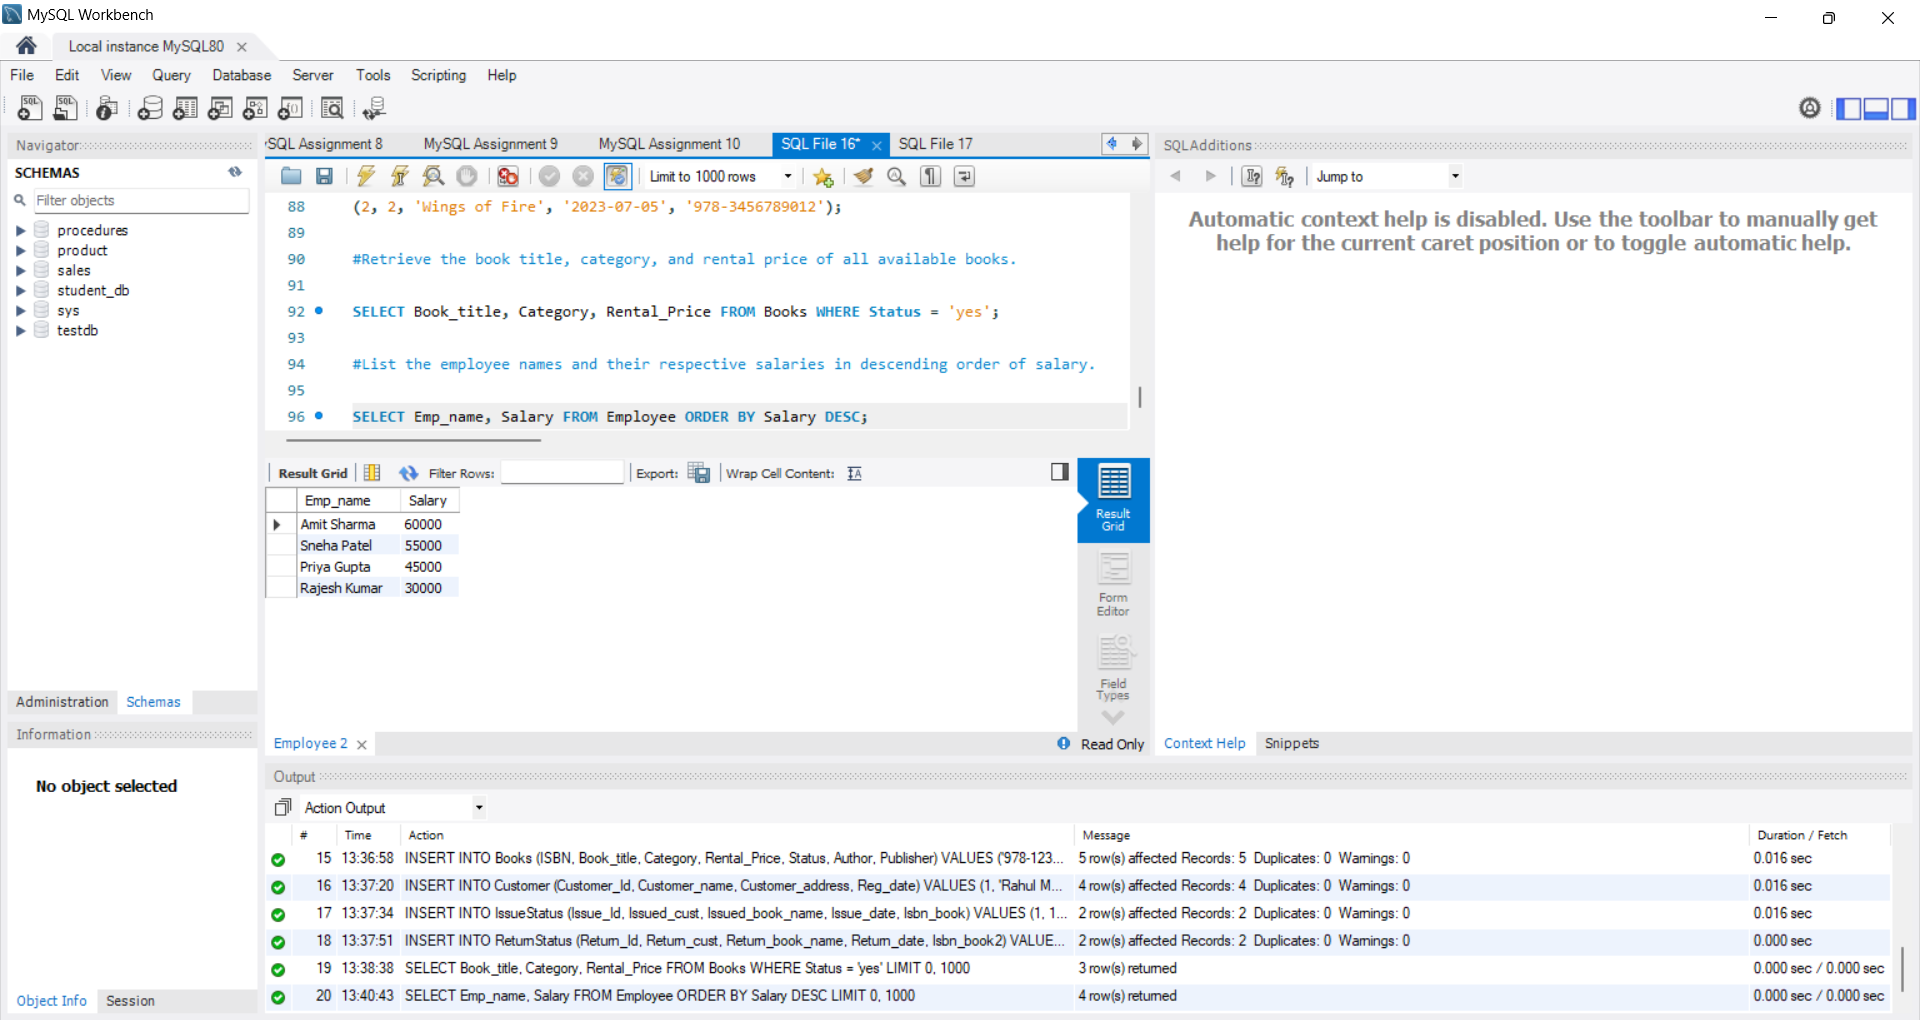 MySQL Workbench
Local instance MySQL80
File Edit View Query Database Server Tools Scripting Help
Navigator
SCHEMAS
Filter objects
procedures
product
sales
student_db
sys
testdb
Administration Schemas
Information
No object selected
Object Info Session
SQL Assignment 8 MySQL Assignment 9 MySQL Assignment 10 SQL File 16* SQL File 17
Limit to 1000 rows
88 (2, 2, 'Wings of Fire', '2023-07-05', '978-3456789012');
89
90 #Retrieve the book title, category, and rental price of all available books.
91
92 SELECT Book_title, Category, Rental_Price FROM Books WHERE Status = 'yes';
93
94 #List the employee names and their respective salaries in descending order of salary.
95
96 SELECT Emp_name, Salary FROM Employee ORDER BY Salary DESC;
Result Grid Filter Rows: Export: Wrap Cell Content:
Emp_name Salary
Amit Sharma 60000
Sneha Patel 55000
Priya Gupta 45000
Rajesh Kumar 30000
Result
Grid
Form
Editor
Field
Types
Employee 2 Read Only
SQLAdditions
Jump to
Automatic context help is disabled. Use the toolbar to manually get
help for the current caret position or to toggle automatic help.
Context Help Snippets
Output
Action Output
# Time Action Message Duration / Fetch
15 13:36:58 INSERT INTO Books (ISBN, Book_title, Category, Rental_Price, Status, Author, Publisher) VALUES ('978-123... 5 row(s) affected Records: 5 Duplicates: 0 Warnings: 0 0.016 sec
16 13:37:20 INSERT INTO Customer (Customer_Id, Customer_name, Customer_address, Reg_date) VALUES (1, 'Rahul M... 4 row(s) affected Records: 4 Duplicates: 0 Warnings: 0 0.016 sec
17 13:37:34 INSERT INTO IssueStatus (Issue_Id, Issued_cust, Issued_book_name, Issue_date, Isbn_book) VALUES (1, 1... 2 row(s) affected Records: 2 Duplicates: 0 Warnings: 0 0.016 sec
18 13:37:51 INSERT INTO ReturnStatus (Return_Id, Return_cust, Return_book_name, Return_date, Isbn_book2) VALUE... 2 row(s) affected Records: 2 Duplicates: 0 Warnings: 0 0.000 sec
19 13:38:38 SELECT Book_title, Category, Rental_Price FROM Books WHERE Status = 'yes' LIMIT 0, 1000 3 row(s) returned 0.000 sec / 0.000 sec
20 13:40:43 SELECT Emp_name, Salary FROM Employee ORDER BY Salary DESC LIMIT 0, 1000 4 row(s) returned 0.000 sec / 0.000 sec